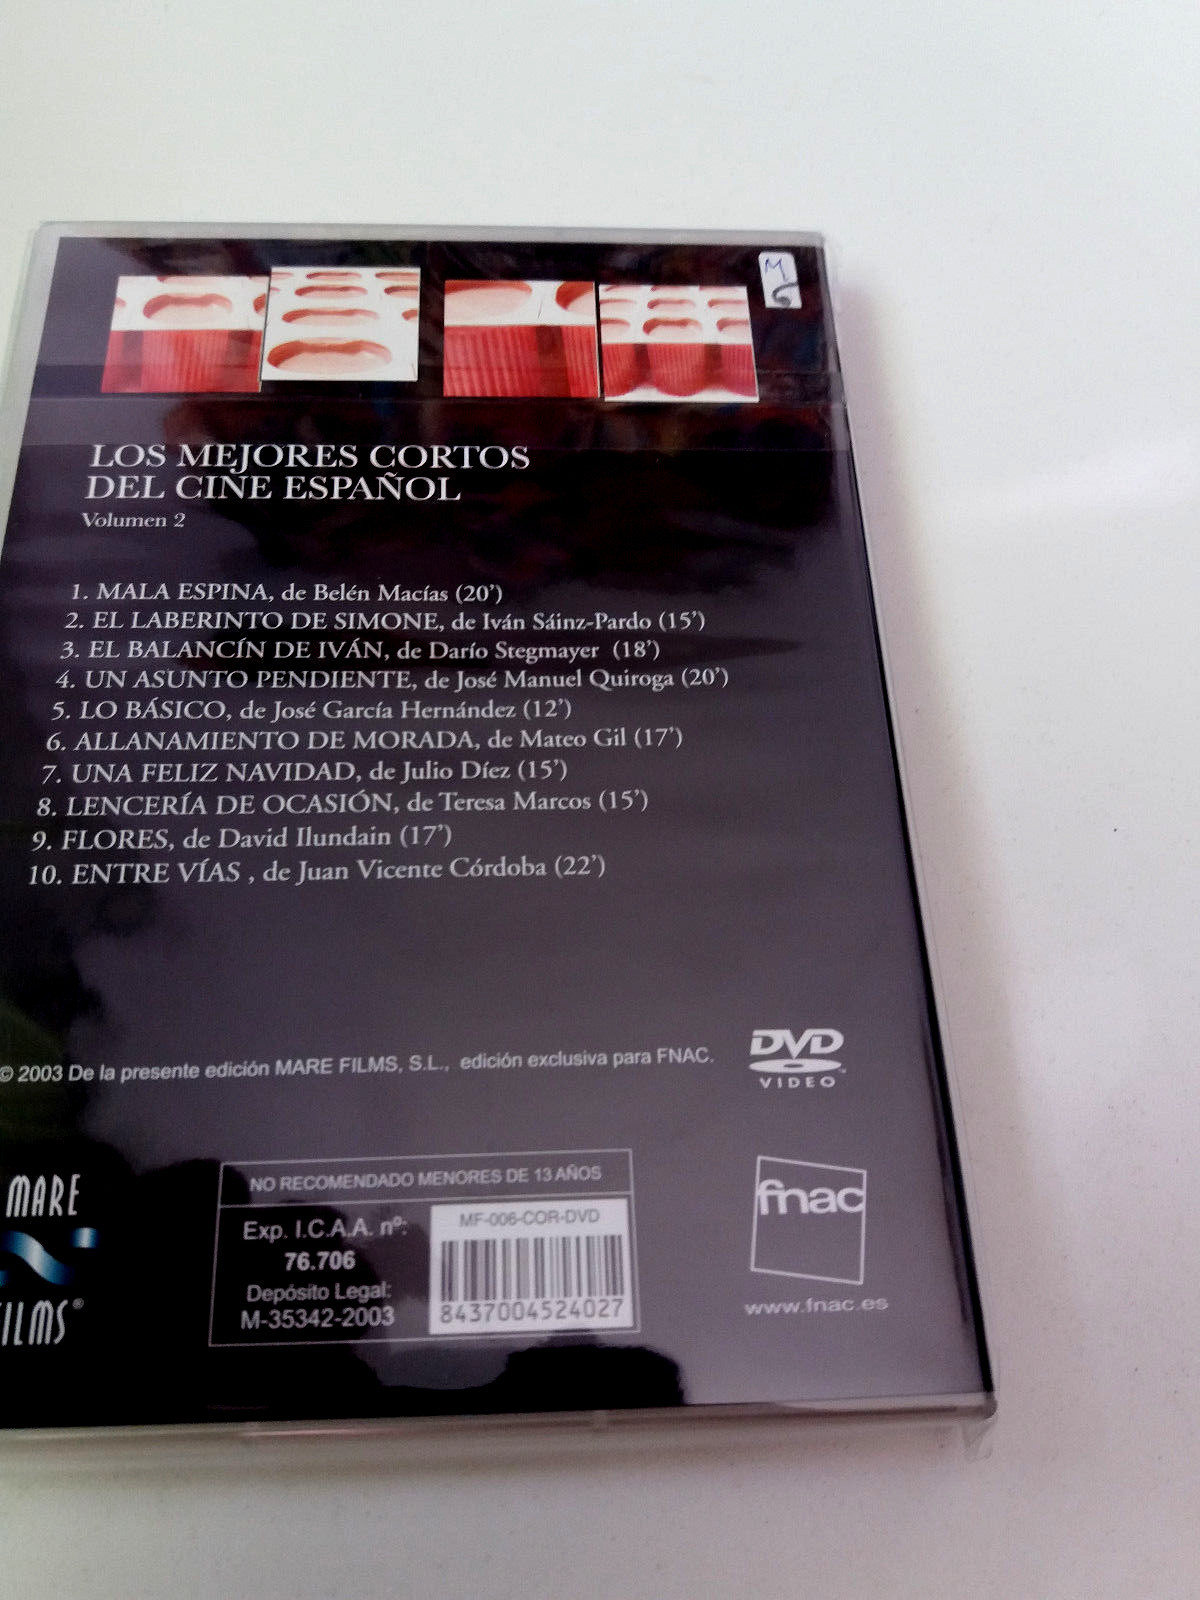 M
6
LOS MEJORES CORTOS
DEL CINE ESPAÑOL
Volumen 2
1. MALA ESPINA, de Belén Macías (20')
2. EL LABERINTO DE SIMONE, de Iván Sáinz-Pardo (15')
3. EL BALANCÍN DE IVÁN, de Darío Stegmayer (18')
4. UN ASUNTO PENDIENTE, de José Manuel Quiroga (20')
5. LO BÁSICO, de José García Hernández (12')
6. ALLANAMIENTO DE MORADA, de Mateo Gil (17')
7. UNA FELIZ NAVIDAD, de Julio Díez (15')
8. LENCERÍA DE OCASIÓN, de Teresa Marcos (15')
9. FLORES, de David Ilundain (17')
10. ENTRE VÍAS , de Juan Vicente Córdoba (22')
© 2003 De la presente edición MARE FILMS, S.L., edición exclusiva para FNAC.
DVD
VIDEO
MARE
FILMS®
NO RECOMENDADO MENORES DE 13 AÑOS
Exp. I.C.A.A. nº:
76.706
Depósito Legal:
M-35342-2003
MF-006-COR-DVD
8437004524027
fnac
www.fnac.es